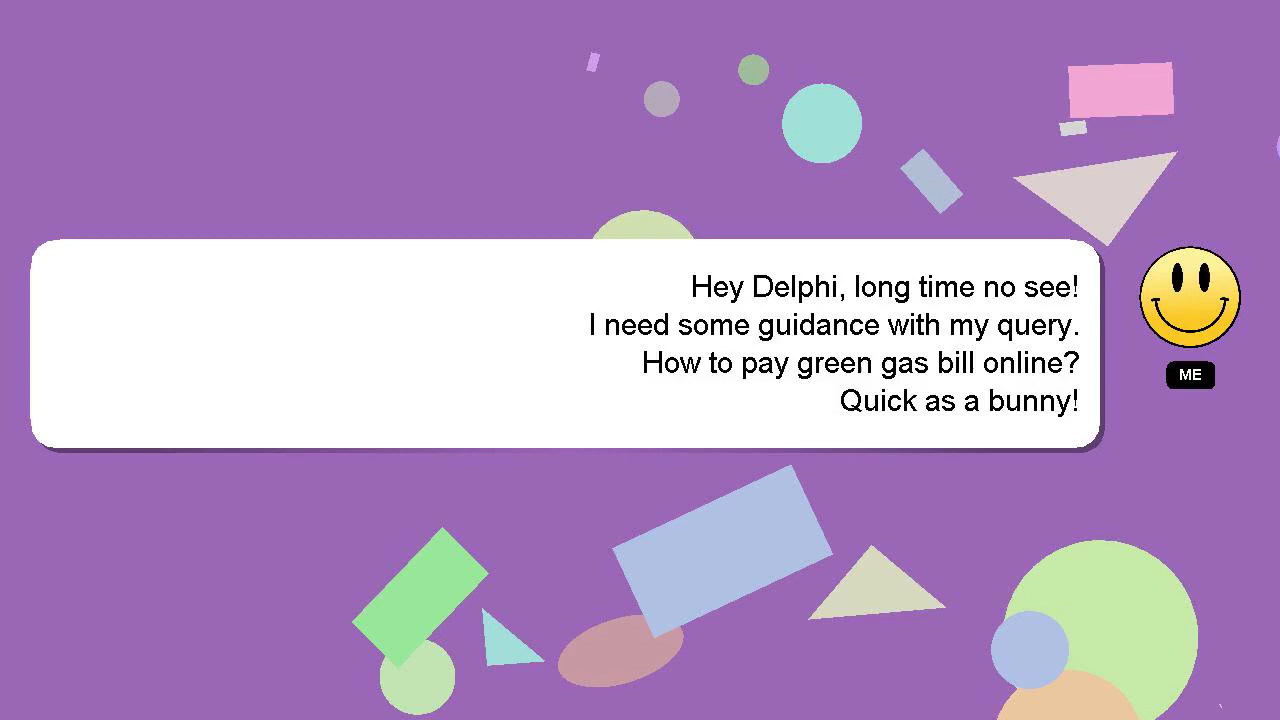 Hey Delphi, long time no see!
I need some guidance with my query.
How to pay green gas bill online?
Quick as a bunny!
ME